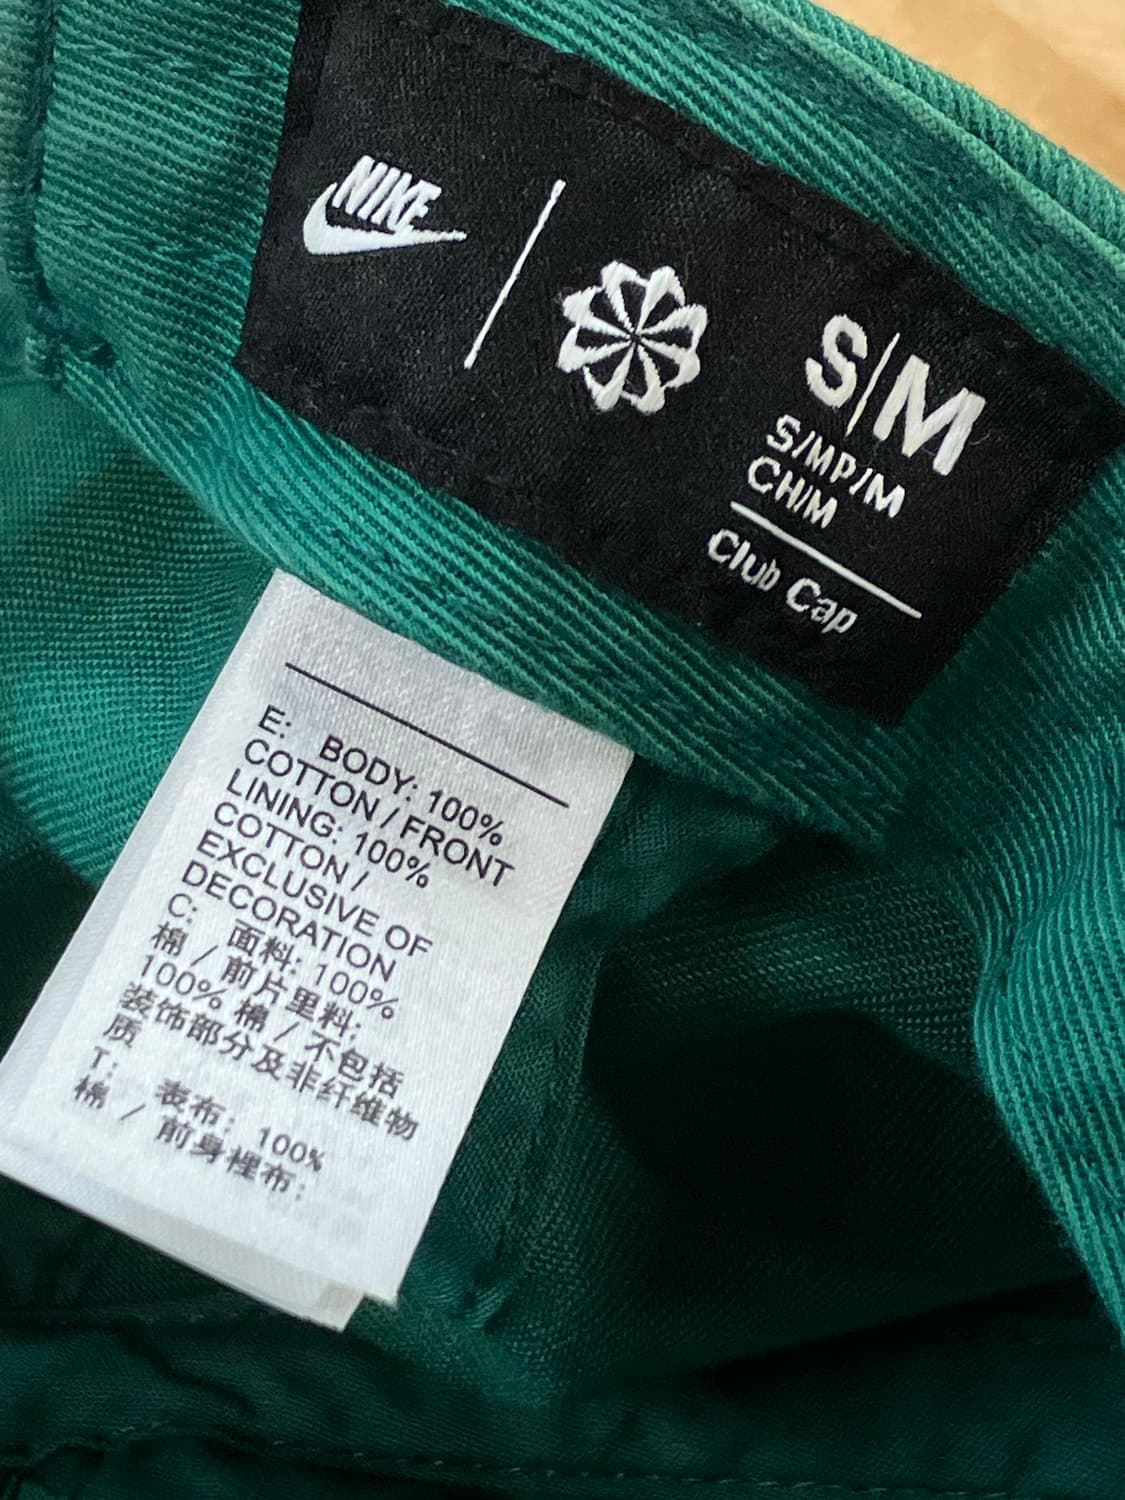 NIKE
S|M
S/MP/M
CH/M
Club Cap
E: BODY: 100%
COTTON / FRONT
LINING: 100%
COTTON /
EXCLUSIVE OF
DECORATION
C: 面料: 100%
棉 / 前片里料:
100% 棉 / 不包括
装饰部分及非纤维物
质
T: 表布: 100%
棉 / 前身裡布: